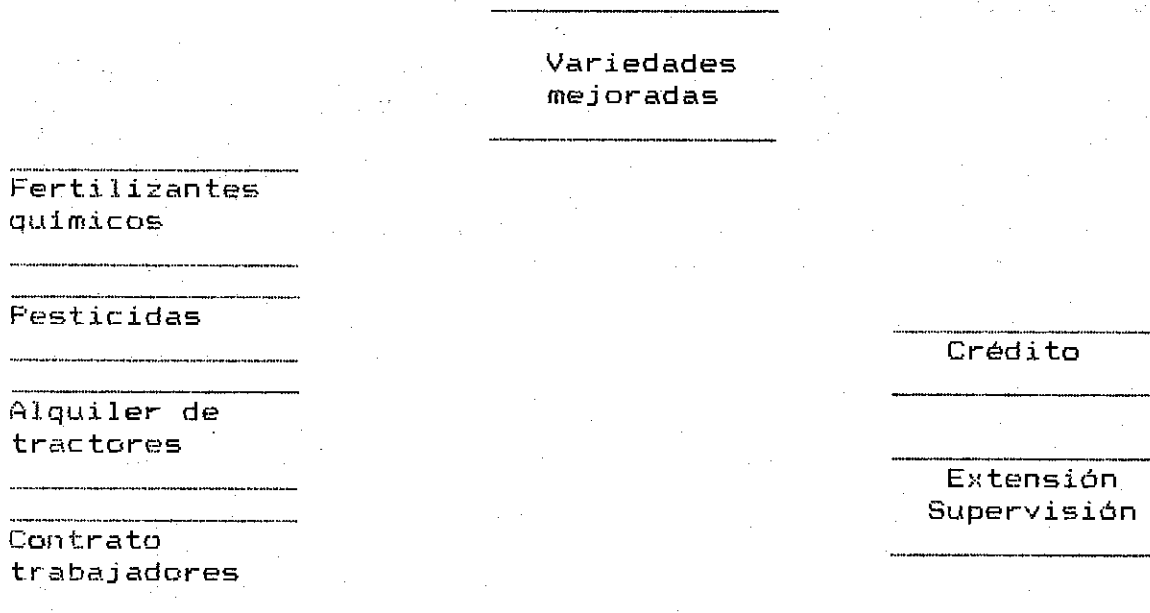 Variedades
mejoradas
Fertilizantes
químicos
Pesticidas
Crédito
Alquiler de
tractores
Extensión
Supervisión
Contrato
trabajadores